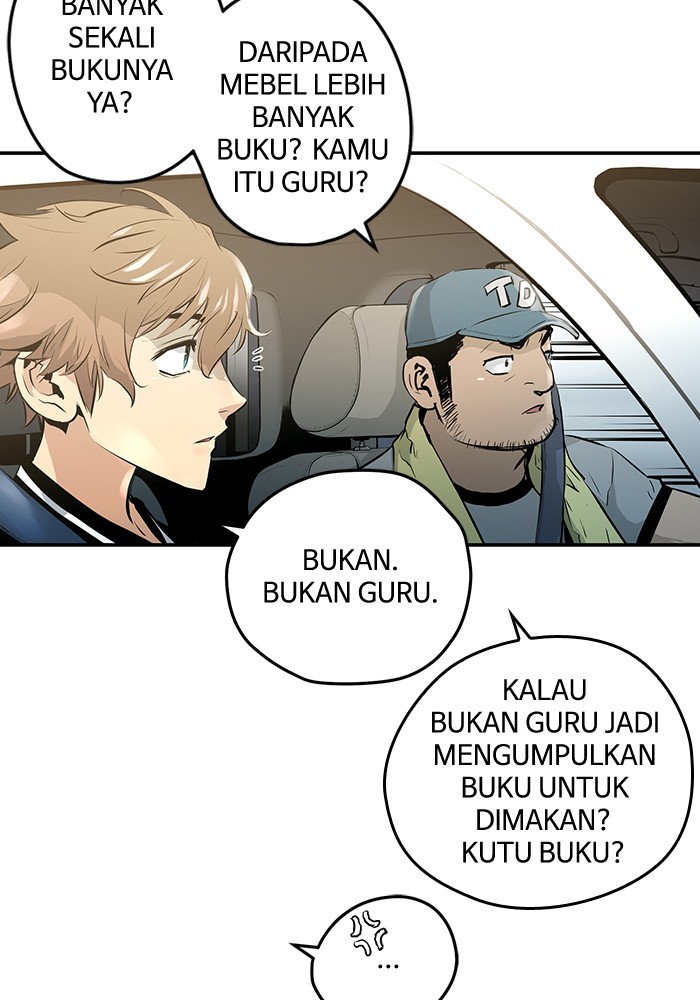 BANYAK
SEKALI
BUKUNYA
YA?
DARIPADA
MEBEL LEBIH
BANYAK
BUKU? KAMU
ITU GURU?
TD
BUKAN.
BUKAN GURU.
KALAU
BUKAN GURU JADI
MENGUMPULKAN
BUKU UNTUK
DIMAKAN?
KUTU BUKU?
...